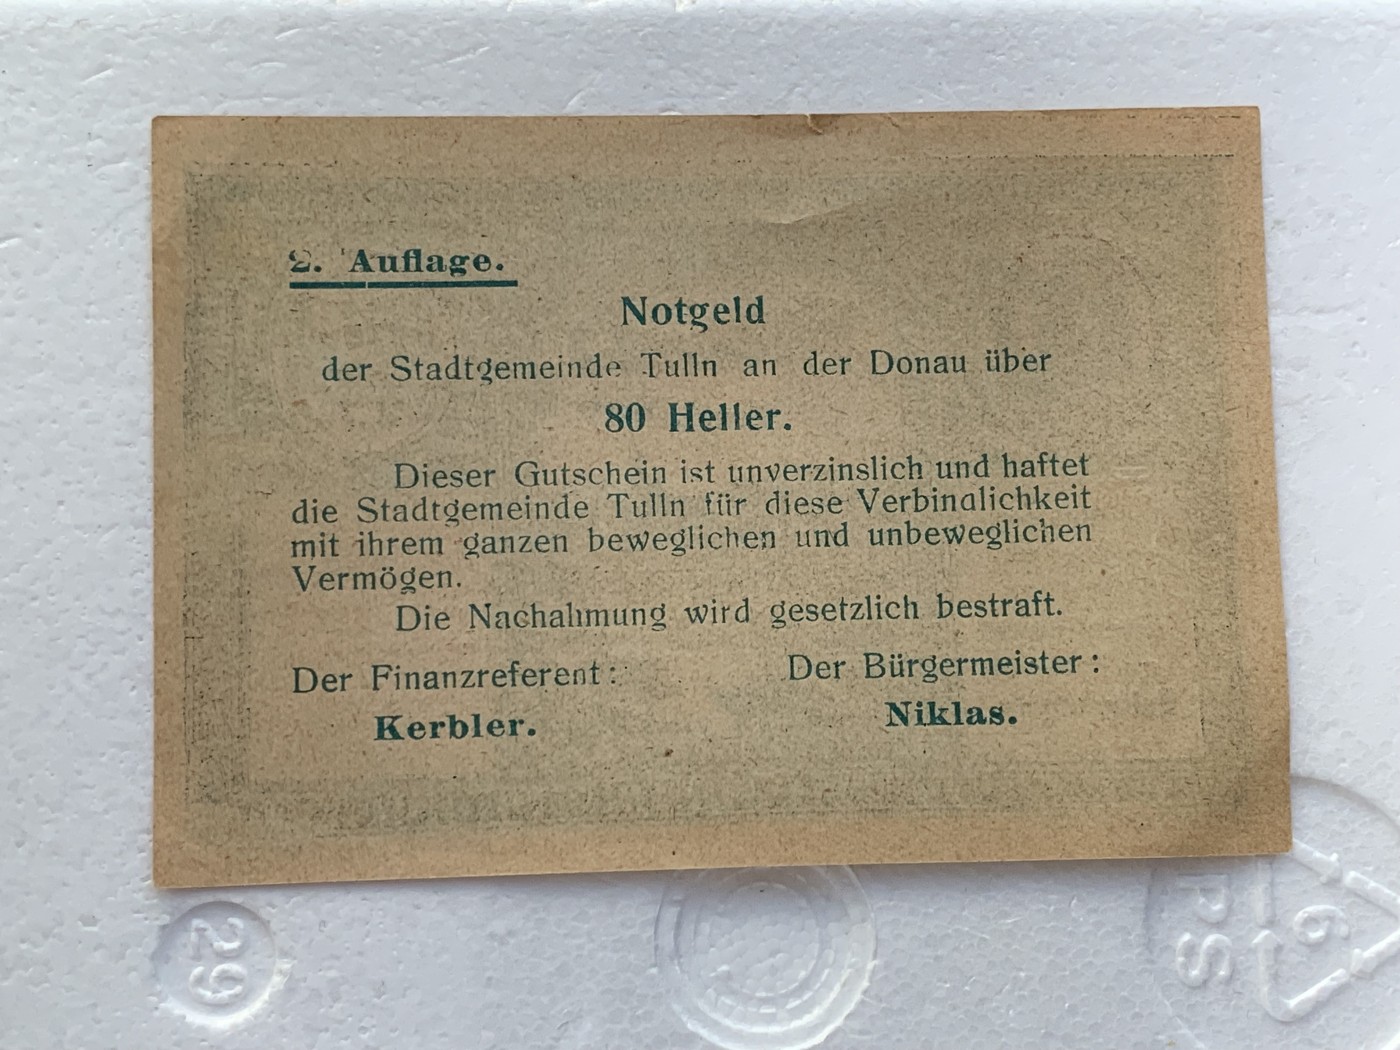 2. Auflage.
Notgeld
der Stadtgemeinde Tulln an der Donau über
80 Heller.
Dieser Gutschein ist unverzinslich und haftet
die Stadtgemeinde Tulln für diese Verbindlichkeit
mit ihrem ganzen beweglichen und unbeweglichen
Vermögen.
Die Nachahmung wird gesetzlich bestraft.
Der Finanzreferent: Der Bürgermeister:
Kerbler. Niklas.
29
6
PS